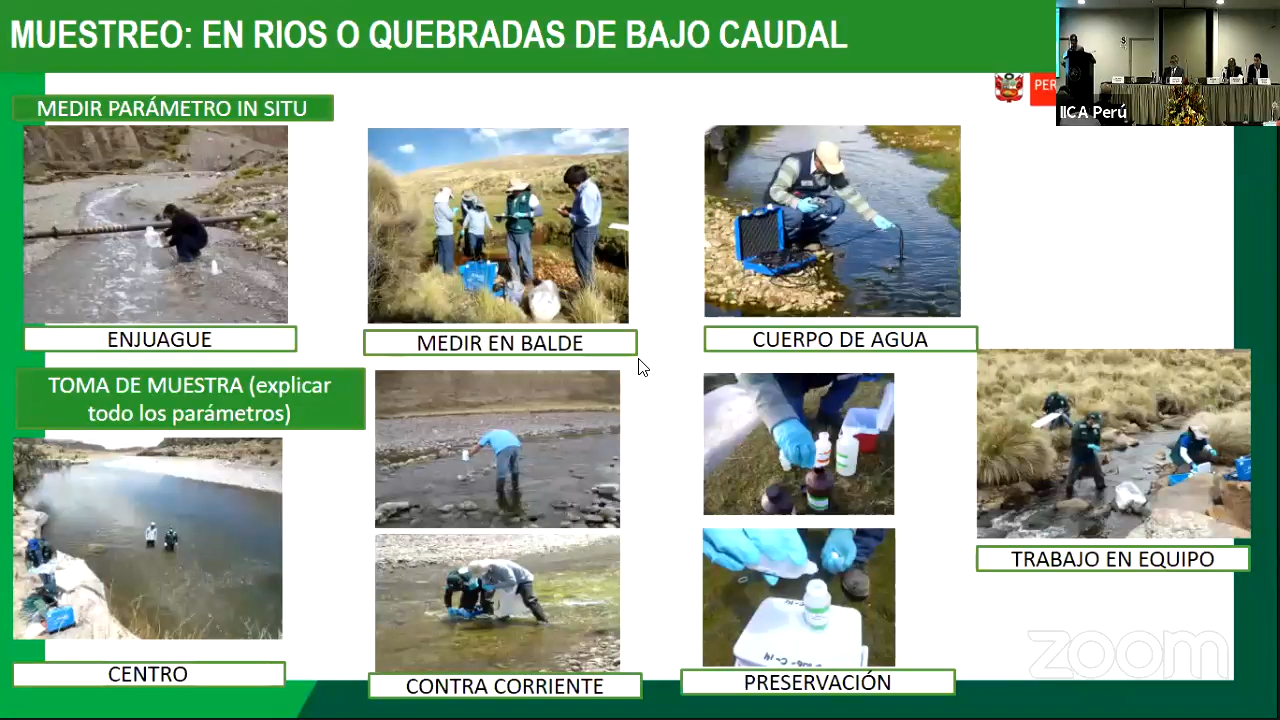 MUESTREO: EN RIOS O QUEBRADAS DE BAJO CAUDAL
PER
IICA Perú
MEDIR PARÁMETRO IN SITU
ENJUAGUE
MEDIR EN BALDE
CUERPO DE AGUA
TOMA DE MUESTRA (explicar
todo los parámetros)
TRABAJO EN EQUIPO
CENTRO
CONTRA CORRIENTE
PRESERVACIÓN
zoom